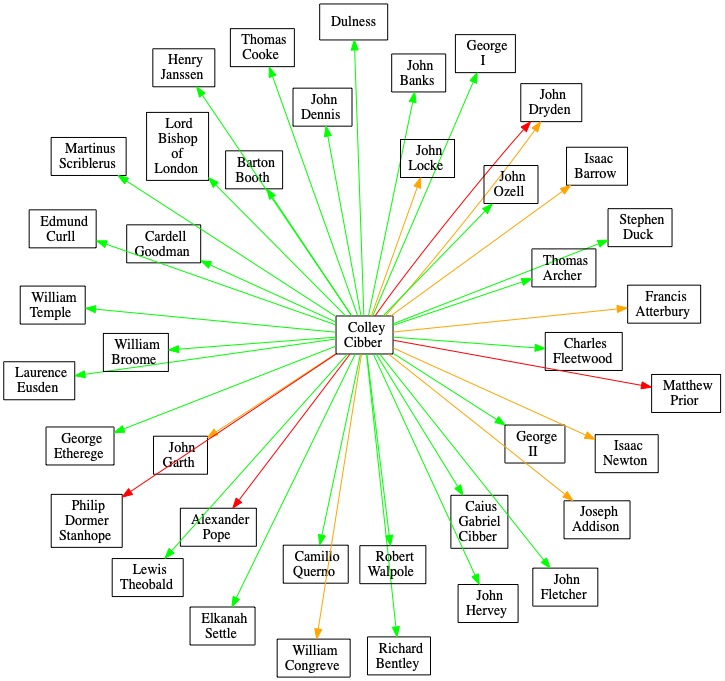 Dulness
Thomas
Cooke
George
I
Henry
Janssen
John
Banks
John
Dennis
John
Dryden
Lord
Bishop
of
London
Martinus
Scriblerus
Barton
Booth
John
Locke
Isaac
Barrow
John
Ozell
Edmund
Curll
Cardell
Goodman
Stephen
Duck
Thomas
Archer
William
Temple
Francis
Atterbury
Colley
Cibber
William
Broome
Charles
Fleetwood
Laurence
Eusden
Matthew
Prior
George
Etherege
John
Garth
George
II
Isaac
Newton
Philip
Dormer
Stanhope
Alexander
Pope
Caius
Gabriel
Cibber
Joseph
Addison
Lewis
Theobald
Camillo
Querno
Robert
Walpole
John
Hervey
John
Fletcher
Elkanah
Settle
William
Congreve
Richard
Bentley